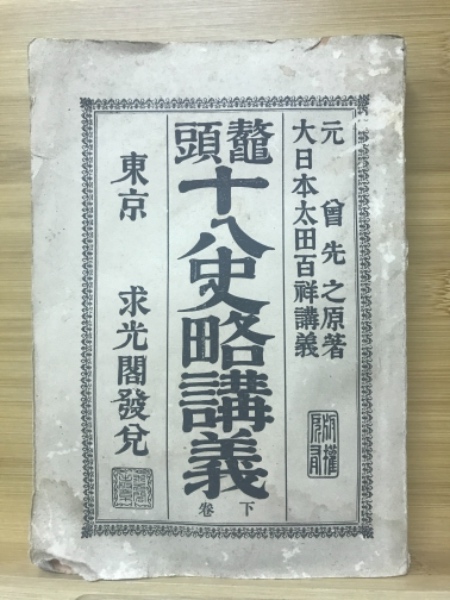 元 曾先之原著
大日本太田百祥講義
鼇頭
十八史略講義
下卷
東京 求光閣發兌
版權所有